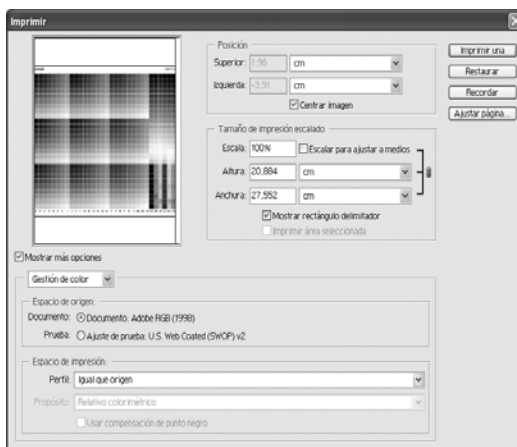 Imprimir
Posición
Superior: 1,96 cm
Izquierda: -3,91 cm
Centrar imagen
Imprimir una
Restaurar
Recordar
Ajustar página...
Tamaño de impresión escalado
Escala: 100% Escalar para ajustar a medios
Altura: 20,884 cm
Anchura: 27,552 cm
Mostrar rectángulo delimitador
Imprimir área seleccionada
Mostrar más opciones
Gestión de color
Espacio de origen:
Documento: Documento: Adobe RGB (1998)
Prueba: Ajuste de prueba: U.S. Web Coated (SWOP) v2
Espacio de impresión:
Perfil: Igual que origen
Propósito: Relativo colorimétrico
Usar compensación de punto negro